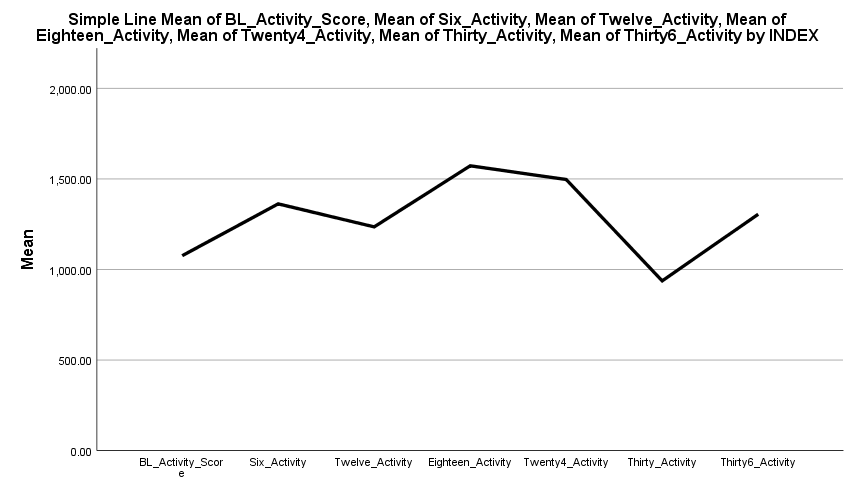 Simple Line Mean of BL_Activity_Score, Mean of Six_Activity, Mean of Twelve_Activity, Mean of
Eighteen_Activity, Mean of Twenty4_Activity, Mean of Thirty_Activity, Mean of Thirty6_Activity by INDEX
2,000.00
1,500.00
1,000.00
500.00
0.00
Mean
BL_Activity_Scor
e
Six_Activity
Twelve_Activity
Eighteen_Activity
Twenty4_Activity
Thirty_Activity
Thirty6_Activity